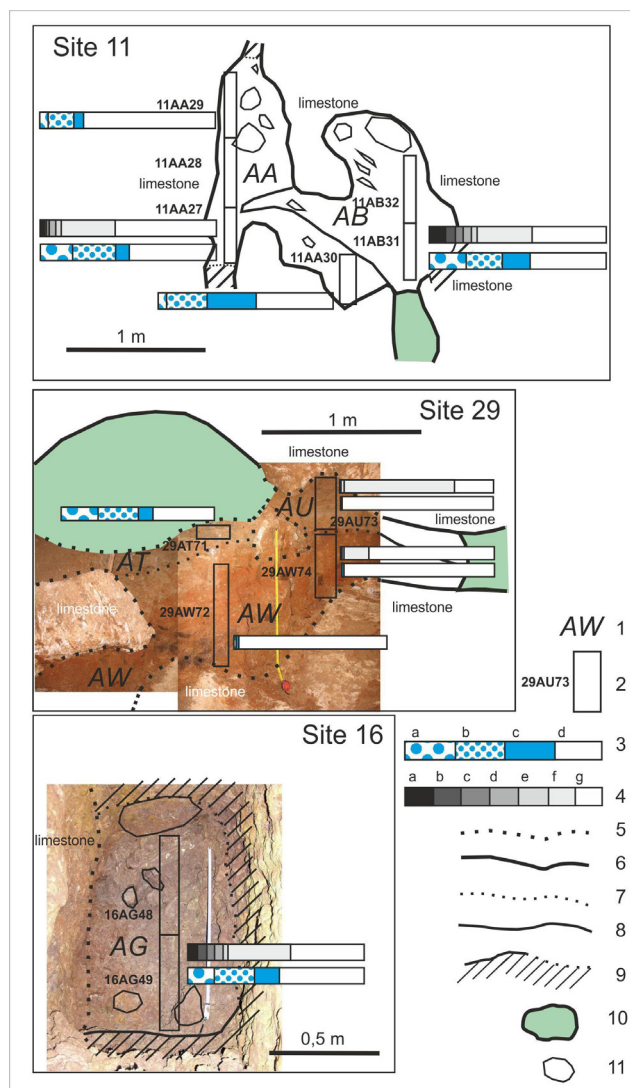 Site 11
limestone
11AA29
11AA28
limestone
AA
limestone
11AB32
11AA27
AB
11AB31
11AA30
limestone
1 m
Site 29
1 m
limestone
AU
29AU73
limestone
29AT71
AT
29AW74
limestone
29AW72
AW
limestone
AW
limestone
AW 1
29AU73
2
a b c d
3
a b c d e f g
4
5
6
7
8
9
10
11
Site 16
limestone
16AG48
AG
16AG49
0,5 m